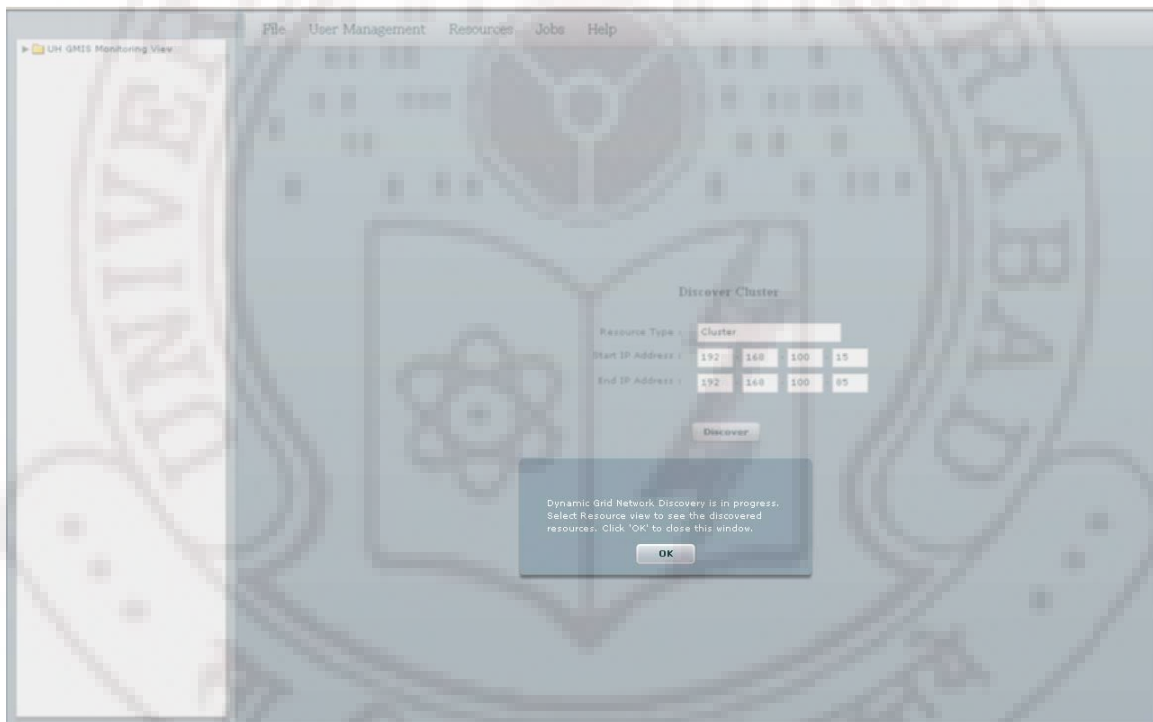 File User Management Resources Jobs Help
UH GMIS Monitoring View
Discover Cluster
Resource Type : Cluster
Start IP Address : 192 . 168 . 100 . 15
End IP Address : 192 . 168 . 100 . 85
Discover
Dynamic Grid Network Discovery is in progress.
Select Resource view to see the discovered
resources. Click 'OK' to close this window.
OK
UNIVE
RABAD